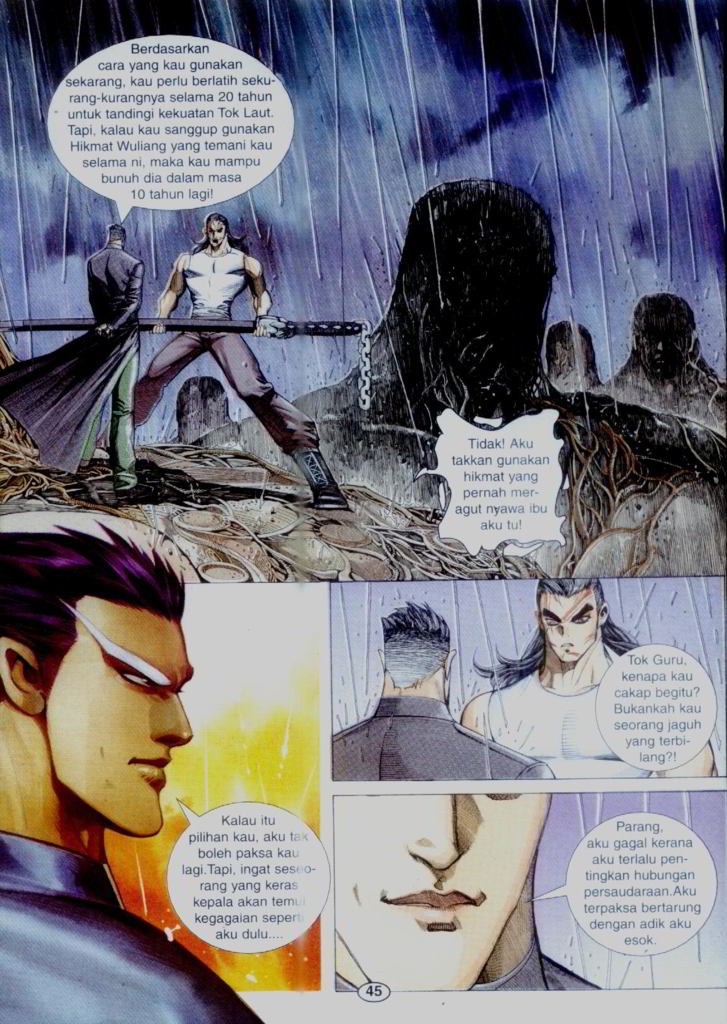 Berdasarkan
cara yang kau gunakan
sekarang, kau perlu berlatih seku-
rang-kurangnya selama 20 tahun
untuk tandingi kekuatan Tok Laut.
Tapi, kalau kau sanggup gunakan
Hikmat Wuliang yang temani kau
selama ni, maka kau mampu
bunuh dia dalam masa
10 tahun lagi!
Tidak! Aku
takkan gunakan
hikmat yang
pernah mer-
agut nyawa ibu
aku tu!
Tok Guru,
kenapa kau
cakap begitu?
Bukankah kau
seorang jaguh
yang terbi-
lang?!
Kalau itu
pilihan kau, aku tak
boleh paksa kau
lagi.Tapi, ingat seseo-
rang yang keras
kepala akan temui
kegagaian seperti
aku dulu....
Parang,
aku gagal kerana
aku terlalu pen-
tingkan hubungan
persaudaraan.Aku
terpaksa bertarung
dengan adik aku
esok.
45